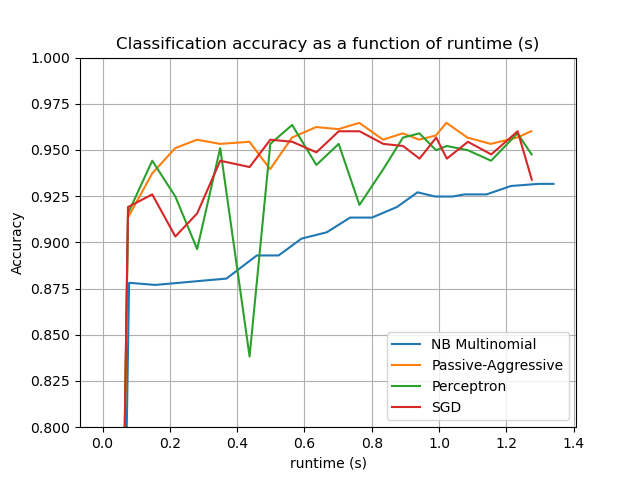 Classification accuracy as a function of runtime (s)
1.000
0.975
0.950
0.925
0.900
0.875
0.850
0.825
0.800
Accuracy
NB Multinomial
Passive-Aggressive
Perceptron
SGD
0.0 0.2 0.4 0.6 0.8 1.0 1.2 1.4
runtime (s)